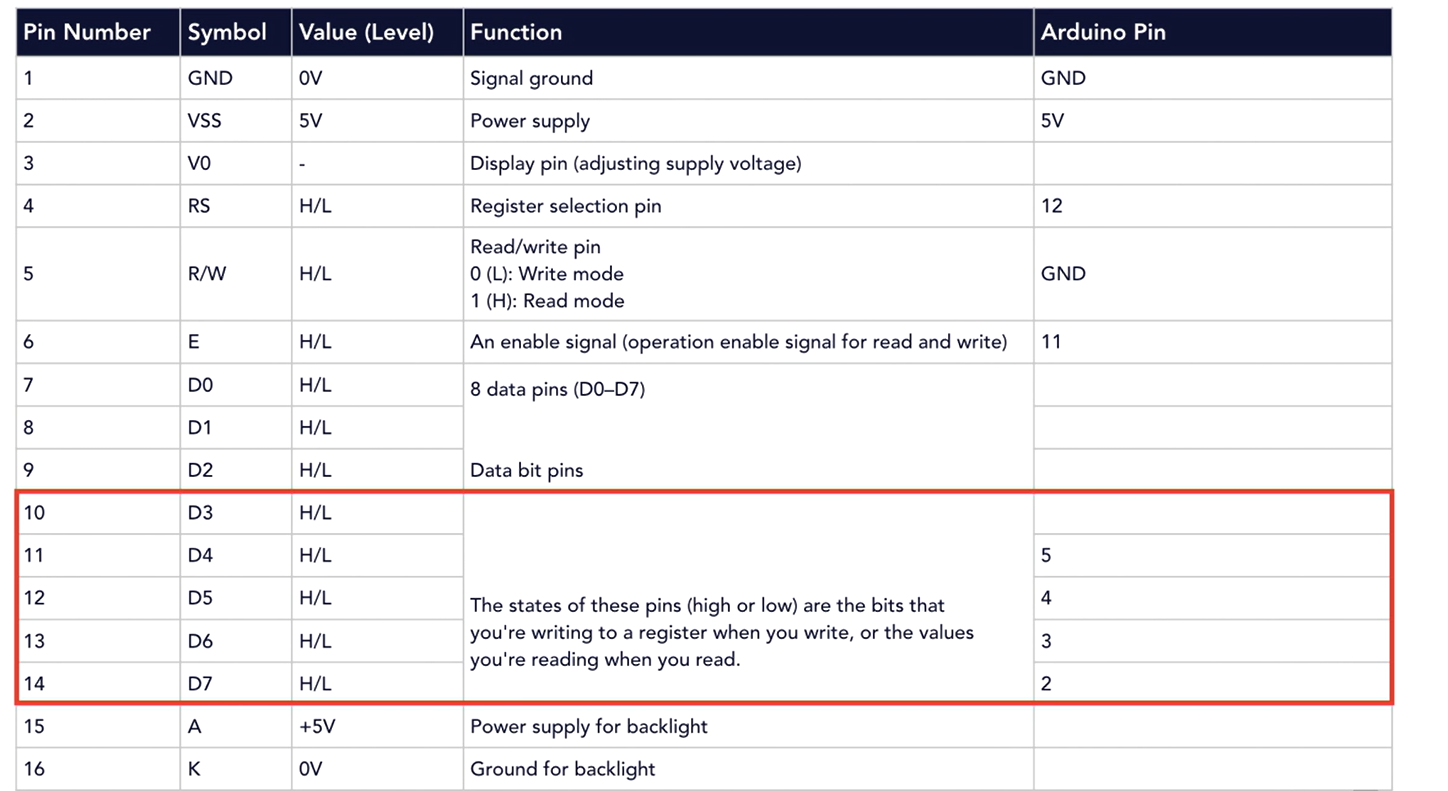 Pin Number Symbol Value (Level) Function Arduino Pin
1 GND 0V Signal ground GND
2 VSS 5V Power supply 5V
3 V0 - Display pin (adjusting supply voltage)
4 RS H/L Register selection pin 12
5 R/W H/L Read/write pin GND
0 (L): Write mode
1 (H): Read mode
6 E H/L An enable signal (operation enable signal for read and write) 11
7 D0 H/L 8 data pins (D0–D7)
8 D1 H/L
9 D2 H/L Data bit pins
10 D3 H/L
11 D4 H/L 5
12 D5 H/L The states of these pins (high or low) are the bits that 4
13 D6 H/L you're writing to a register when you write, or the values 3
you're reading when you read.
14 D7 H/L 2
15 A +5V Power supply for backlight
16 K 0V Ground for backlight